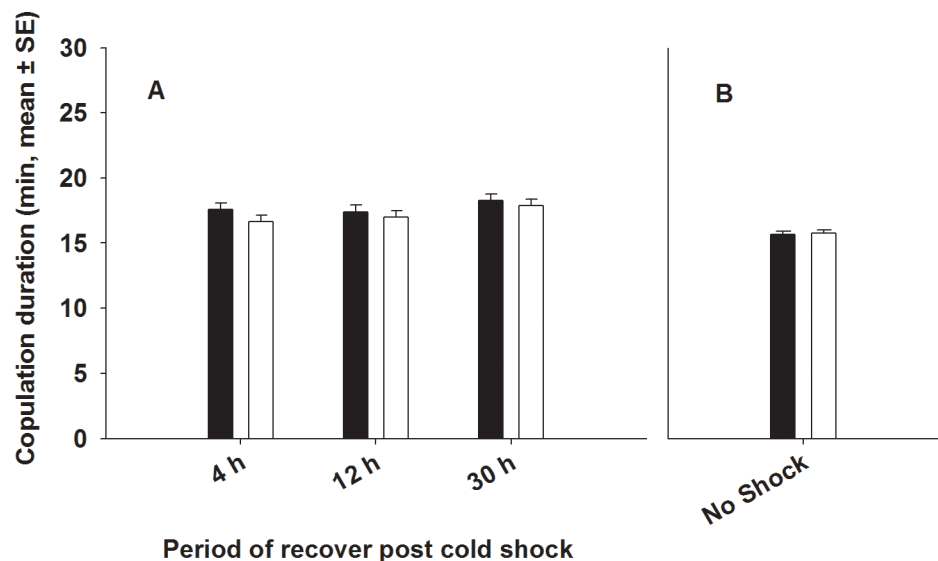 Copulation duration (min, mean ± SE)
30
25
20
15
10
5
0
A
B
4 h
12 h
30 h
No Shock
Period of recover post cold shock